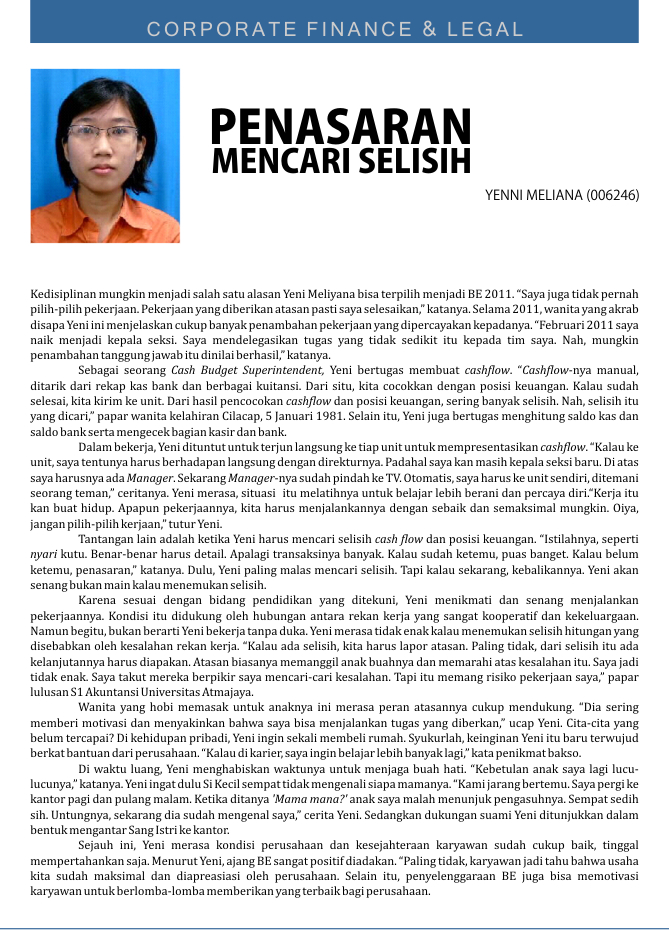 CORPORATE FINANCE & LEGAL
PENASARAN
MENCARI SELISIH
YENNI MELIANA (006246)
Kedisiplinan mungkin menjadi salah satu alasan Yeni Meliyana bisa terpilih menjadi BE 2011. “Saya juga tidak pernah
pilih-pilih pekerjaan. Pekerjaan yang diberikan atasan pasti saya selesaikan,” katanya. Selama 2011, wanita yang akrab
disapa Yeni ini menjelaskan cukup banyak penambahan pekerjaan yang dipercayakan kepadanya. “Februari 2011 saya
naik menjadi kepala seksi. Saya mendelegasikan tugas yang tidak sedikit itu kepada tim saya. Nah, mungkin
penambahan tanggung jawab itu dinilai berhasil,” katanya.
Sebagai seorang Cash Budget Superintendent, Yeni bertugas membuat cashflow. “Cashflow-nya manual,
ditarik dari rekap kas bank dan berbagai kuitansi. Dari situ, kita cocokkan dengan posisi keuangan. Kalau sudah
selesai, kita kirim ke unit. Dari hasil pencocokan cashflow dan posisi keuangan, sering banyak selisih. Nah, selisih itu
yang dicari,” papar wanita kelahiran Cilacap, 5 Januari 1981. Selain itu, Yeni juga bertugas menghitung saldo kas dan
saldo bank serta mengecek bagian kasir dan bank.
Dalam bekerja, Yeni dituntut untuk terjun langsung ke tiap unit untuk mempresentasikan cashflow. “Kalau ke
unit, saya tentunya harus berhadapan langsung dengan direkturnya. Padahal saya kan masih kepala seksi baru. Di atas
saya harusnya ada Manager. Sekarang Manager-nya sudah pindah ke TV. Otomatis, saya harus ke unit sendiri, ditemani
seorang teman,” ceritanya. Yeni merasa, situasi itu melatihnya untuk belajar lebih berani dan percaya diri.“Kerja itu
kan buat hidup. Apapun pekerjaannya, kita harus menjalankannya dengan sebaik dan semaksimal mungkin. Oiya,
jangan pilih-pilih kerjaan,” tutur Yeni.
Tantangan lain adalah ketika Yeni harus mencari selisih cash flow dan posisi keuangan. “Istilahnya, seperti
nyari kutu. Benar-benar harus detail. Apalagi transaksinya banyak. Kalau sudah ketemu, puas banget. Kalau belum
ketemu, penasaran,” katanya. Dulu, Yeni paling malas mencari selisih. Tapi kalau sekarang, kebalikannya. Yeni akan
senang bukan main kalau menemukan selisih.
Karena sesuai dengan bidang pendidikan yang ditekuni, Yeni menikmati dan senang menjalankan
pekerjaannya. Kondisi itu didukung oleh hubungan antara rekan kerja yang sangat kooperatif dan kekeluargaan.
Namun begitu, bukan berarti Yeni bekerja tanpa duka. Yeni merasa tidak enak kalau menemukan selisih hitungan yang
disebabkan oleh kesalahan rekan kerja. “Kalau ada selisih, kita harus lapor atasan. Paling tidak, dari selisih itu ada
kelanjutannya harus diapakan. Atasan biasanya memanggil anak buahnya dan memarahi atas kesalahan itu. Saya jadi
tidak enak. Saya takut mereka berpikir saya mencari-cari kesalahan. Tapi itu memang risiko pekerjaan saya,” papar
lulusan S1 Akuntansi Universitas Atmajaya.
Wanita yang hobi memasak untuk anaknya ini merasa peran atasannya cukup mendukung. “Dia sering
memberi motivasi dan menyakinkan bahwa saya bisa menjalankan tugas yang diberkan,” ucap Yeni. Cita-cita yang
belum tercapai? Di kehidupan pribadi, Yeni ingin sekali membeli rumah. Syukurlah, keinginan Yeni itu baru terwujud
berkat bantuan dari perusahaan. “Kalau di karier, saya ingin belajar lebih banyak lagi,” kata penikmat bakso.
Di waktu luang, Yeni menghabiskan waktunya untuk menjaga buah hati. “Kebetulan anak saya lagi lucu-
lucunya,” katanya. Yeni ingat dulu Si Kecil sempat tidak mengenali siapa mamanya. “Kami jarang bertemu. Saya pergi ke
kantor pagi dan pulang malam. Ketika ditanya ‘Mama mana?’ anak saya malah menunjuk pengasuhnya. Sempat sedih
sih. Untungnya, sekarang dia sudah mengenal saya,” cerita Yeni. Sedangkan dukungan suami Yeni ditunjukkan dalam
bentuk mengantar Sang Istri ke kantor.
Sejauh ini, Yeni merasa kondisi perusahaan dan kesejahteraan karyawan sudah cukup baik, tinggal
mempertahankan saja. Menurut Yeni, ajang BE sangat positif diadakan. “Paling tidak, karyawan jadi tahu bahwa usaha
kita sudah maksimal dan diapreasiasi oleh perusahaan. Selain itu, penyelenggaraan BE juga bisa memotivasi
karyawan untuk berlomba-lomba memberikan yang terbaik bagi perusahaan.